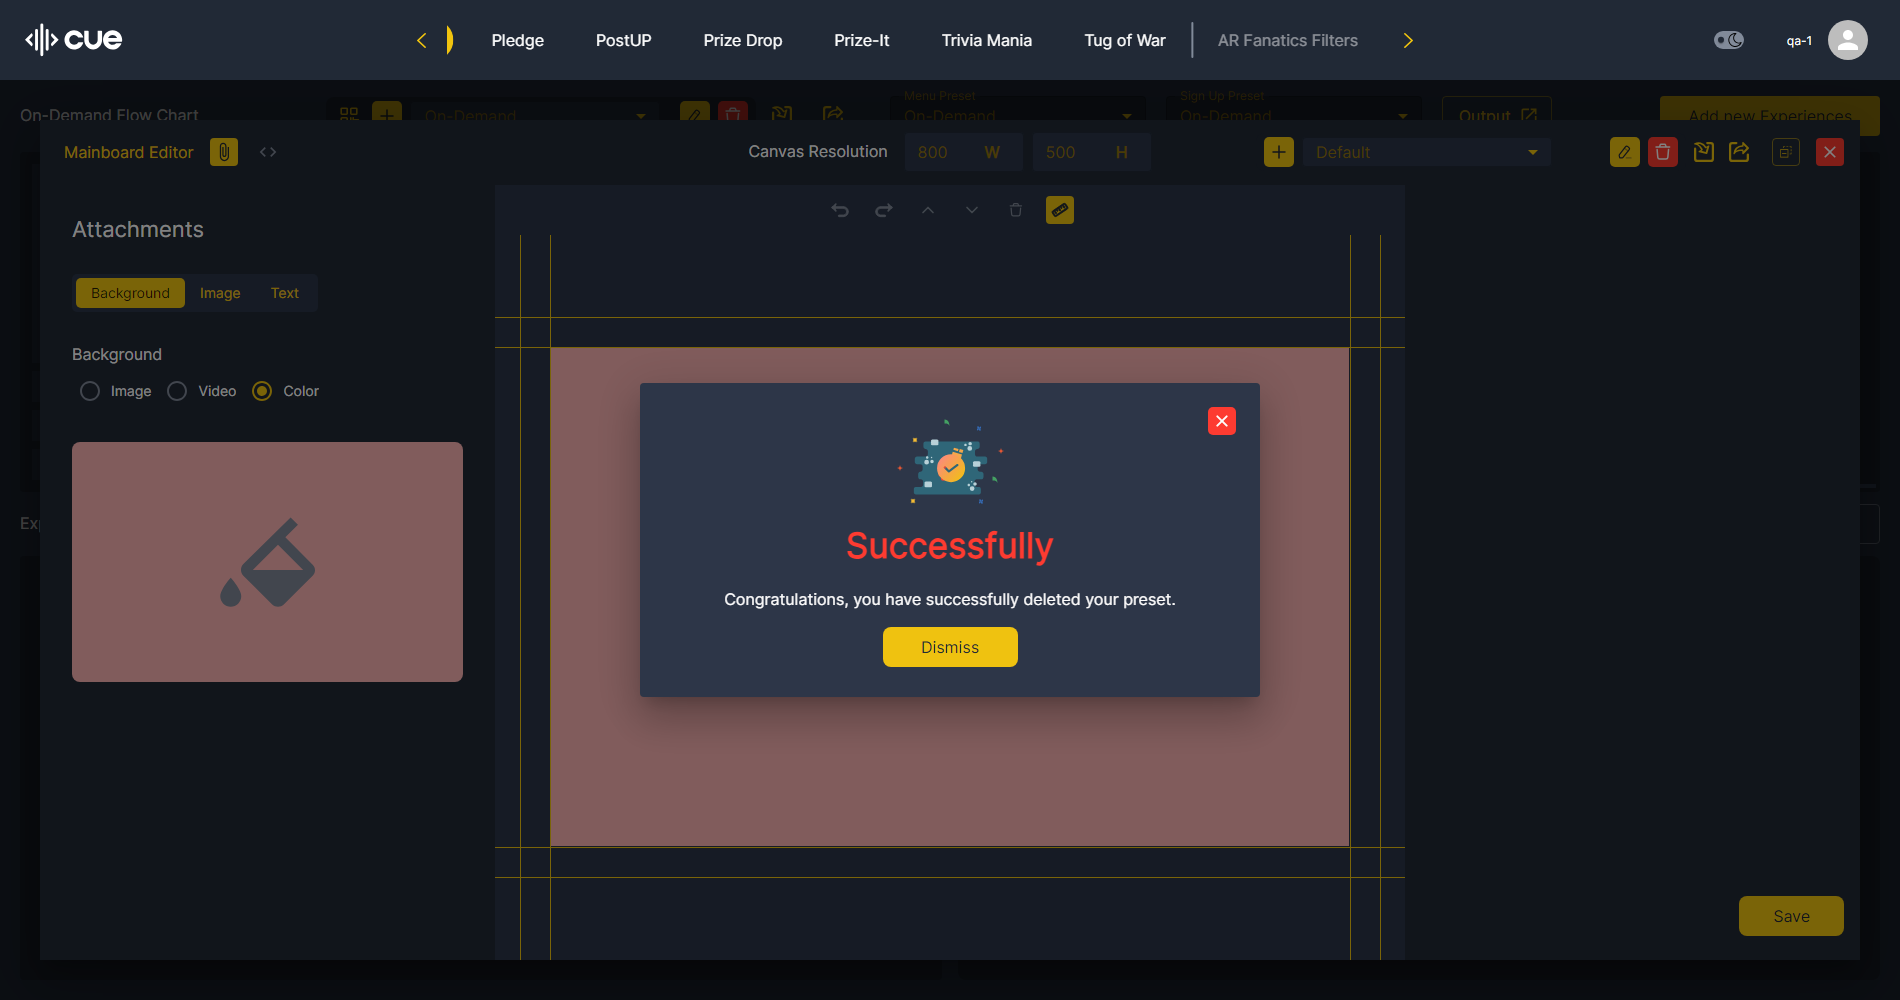 cue
Pledge
PostUP
Prize Drop
Prize-It
Trivia Mania
Tug of War
AR Fanatics Filters
qa-1
On-Demand Flow Chart
On-Demand
Menu Preset
On-Demand
Sign Up Preset
On-Demand
Output
Add new Experiences
Mainboard Editor
Canvas Resolution
800 W
500 H
Default
Attachments
Background
Image
Text
Background
Image
Video
Color
Successfully
Congratulations, you have successfully deleted your preset.
Dismiss
Save